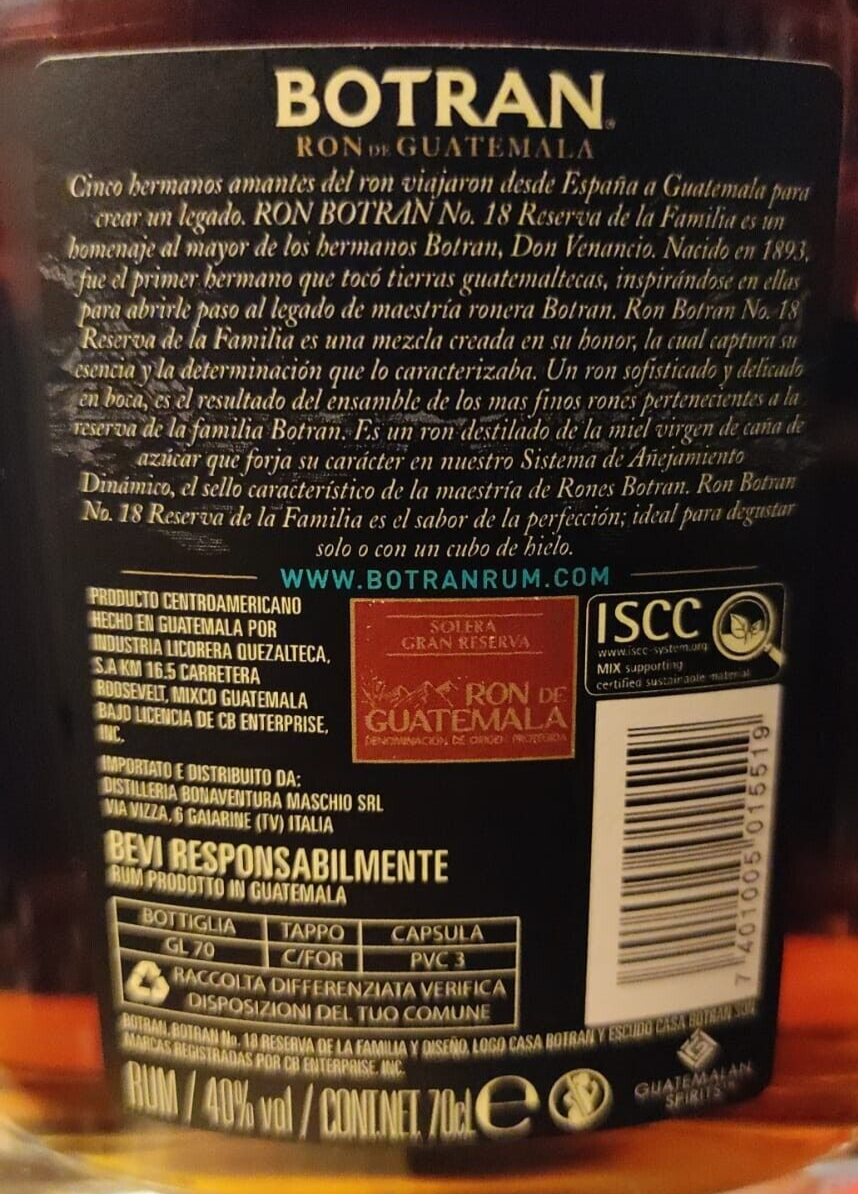 BOTRAN®
RON DE GUATEMALA
Cinco hermanos amantes del ron viajaron desde España a Guatemala para
crear un legado. RON BOTRAN No. 18 Reserva de la Familia es un
homenaje al mayor de los hermanos Botran, Don Venancio. Nacido en 1893,
fue el primer hermano que tocó tierras guatemaltecas, inspirándose en ellas
para abrirle paso al legado de maestría ronera Botran. Ron Botran No. 18
Reserva de la Familia es una mezcla creada en su honor, la cual captura su
esencia y la determinación que lo caracterizaba. Un ron sofisticado y delicado
en boca, es el resultado del ensamble de los mas finos rones pertenecientes a la
reserva de la familia Botran. Es un ron destilado de la miel virgen de caña de
azúcar que forja su carácter en nuestro Sistema de Añejamiento
Dinámico, el sello característico de la maestría de Rones Botran. Ron Botran
No. 18 Reserva de la Familia es el sabor de la perfección; ideal para degustar
solo o con un cubo de hielo.
WWW.BOTRANRUM.COM
PRODUCTO CENTROAMERICANO
HECHO EN GUATEMALA POR
INDUSTRIA LICORERA QUEZALTECA,
S.A KM 16.5 CARRETERA
ROOSEVELT, MIXCO GUATEMALA
BAJO LICENCIA DE CB ENTERPRISE,
INC.
SOLERA
GRAN RESERVA
RON DE
GUATEMALA
DENOMINACIÓN DE ORIGEN PROTEGIDA
ISCC
www.iscc-system.org
MIX supporting
certified sustainable material
7 401005 015519
IMPORTATO E DISTRIBUITO DA:
DISTILLERIA BONAVENTURA MASCHIO SRL
VIA VIZZA, 6 GAIARINE (TV) ITALIA
BEVI RESPONSABILMENTE
RUM PRODOTTO IN GUATEMALA
BOTTIGLIA TAPPO CAPSULA
GL 70 C/FOR PVC 3
RACCOLTA DIFFERENZIATA VERIFICA
DISPOSIZIONI DEL TUO COMUNE
BOTRAN, BOTRAN No. 18 RESERVA DE LA FAMILIA Y DISEÑO, LOGO CASA BOTRAN Y ESCUDO CASA BOTRAN SON
MARCAS REGISTRADAS POR CB ENTERPRISE, INC.
RUM / 40% vol / CONT.NET. 70cl e
GUATEMALAN
SPIRITS